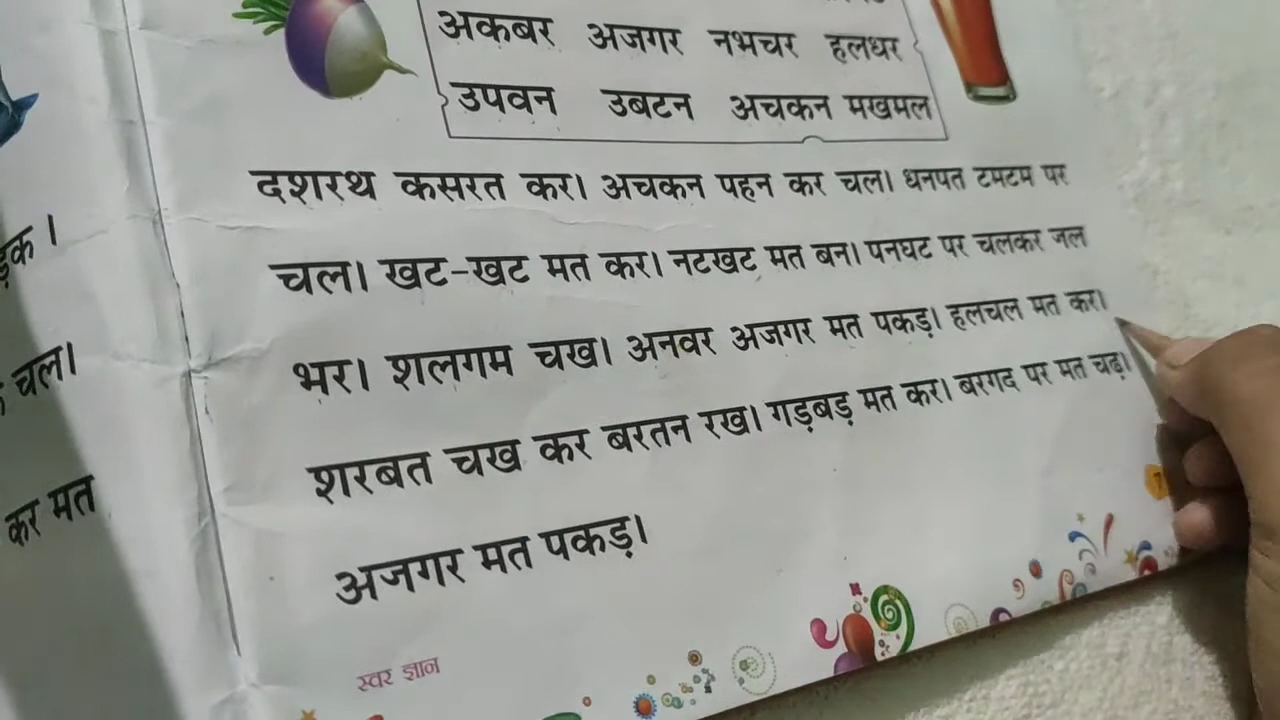 अकबर अजगर नभचर हलधर
उपवन उबटन अचकन मखमल
दशरथ कसरत कर। अचकन पहन कर चल। धनपत टमटम पर
चल। खट-खट मत कर। नटखट मत बन। पनघट पर चलकर जल
भर। शलगम चख। अनवर अजगर मत पकड़। हलचल मत कर।
शरबत चख कर बरतन रख। गड़बड़ मत कर। बरगद पर मत चढ़।
अजगर मत पकड़।
स्वर ज्ञान
चल।
कर मत